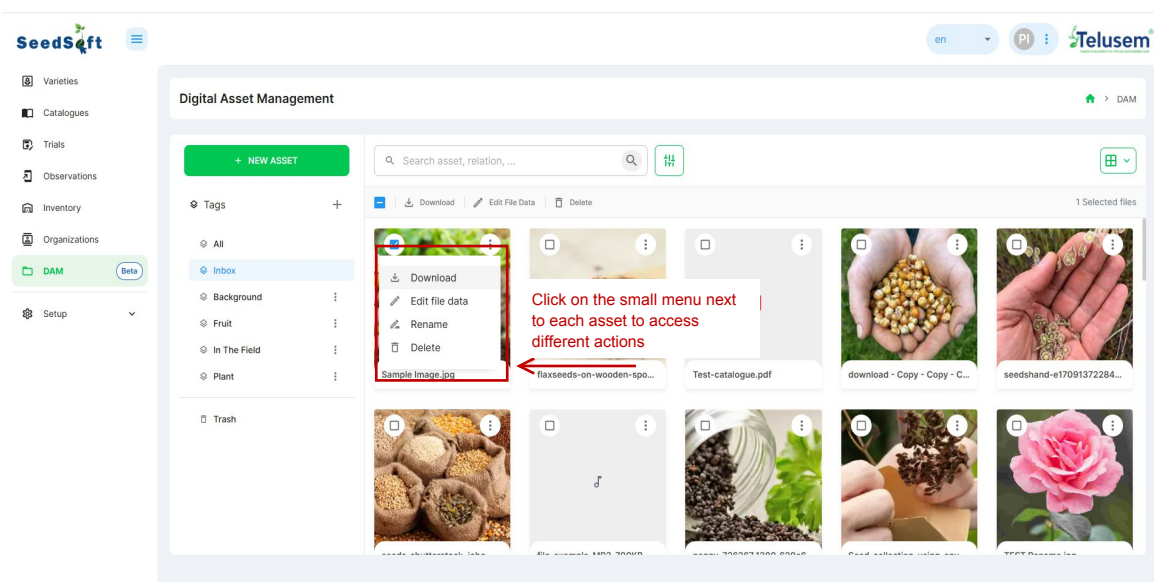 SeedSoft
en
PI
Telusem
Varieties
Catalogues
Trials
Observations
Inventory
Organizations
DAM Beta
Setup
Digital Asset Management
> DAM
+ NEW ASSET
Tags +
All
Inbox
Background
Fruit
In The Field
Plant
Trash
Search asset, relation, ...
Download Edit File Data Delete
1 Selected files
Download
Edit file data
Rename
Delete
Click on the small menu next
to each asset to access
different actions
Sample Image.jpg
flaxseeds-on-wooden-spo...
Test-catalogue.pdf
download - Copy - Copy - C...
seedshand-e17091372284...